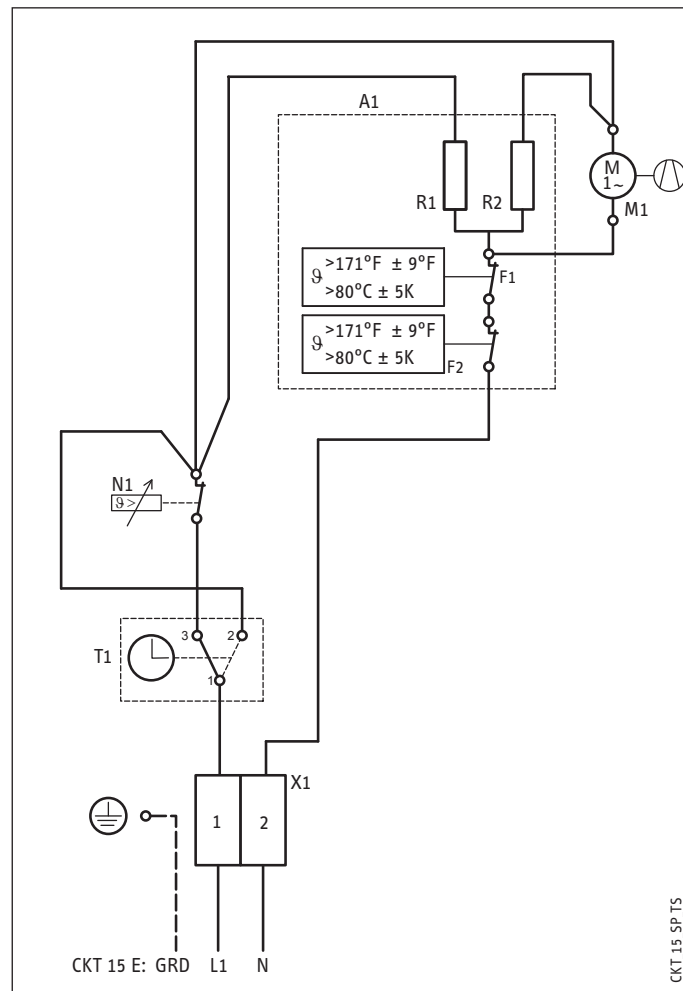 A1
M
1~
M1
R1
R2
ϑ >171°F ± 9°F
>80°C ± 5K
F1
ϑ >171°F ± 9°F
>80°C ± 5K
F2
N1
ϑ>
T1
3
2
1
X1
1
2
CKT 15 E: GRD L1 N
CKT 15 SP TS